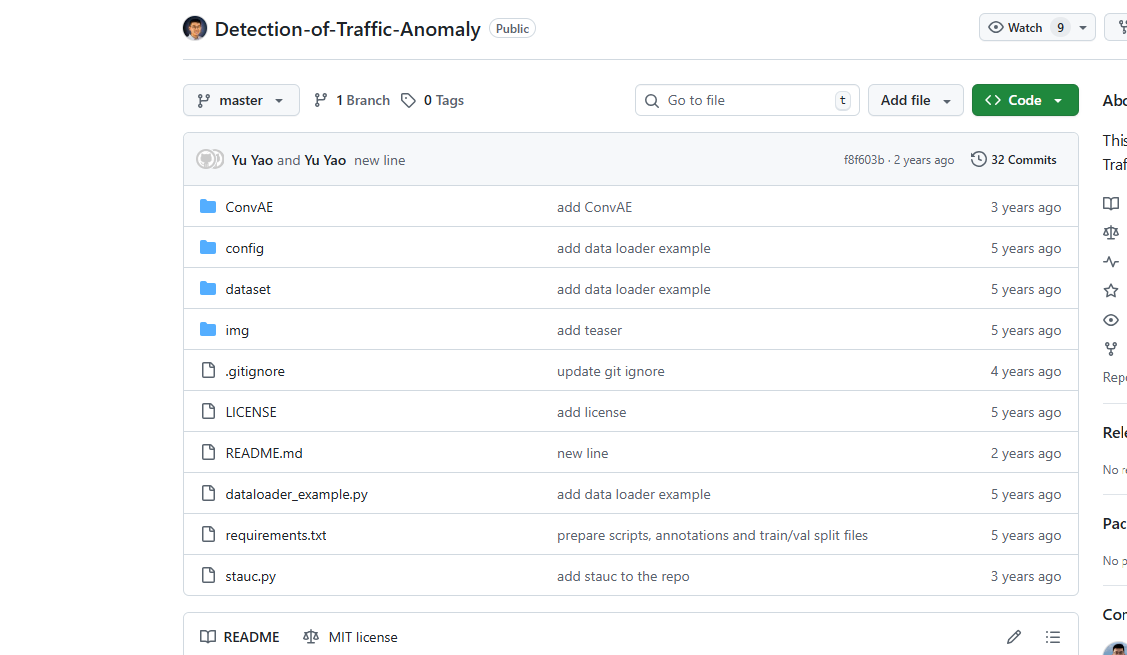 Detection-of-Traffic-Anomaly Public
Watch 9
master 1 Branch 0 Tags Go to file t Add file Code
Yu Yao and Yu Yao new line f8f603b · 2 years ago 32 Commits
ConvAE add ConvAE 3 years ago
config add data loader example 5 years ago
dataset add data loader example 5 years ago
img add teaser 5 years ago
.gitignore update git ignore 4 years ago
LICENSE add license 5 years ago
README.md new line 2 years ago
dataloader_example.py add data loader example 5 years ago
requirements.txt prepare scripts, annotations and train/val split files 5 years ago
stauc.py add stauc to the repo 3 years ago
README MIT license
This
No
No